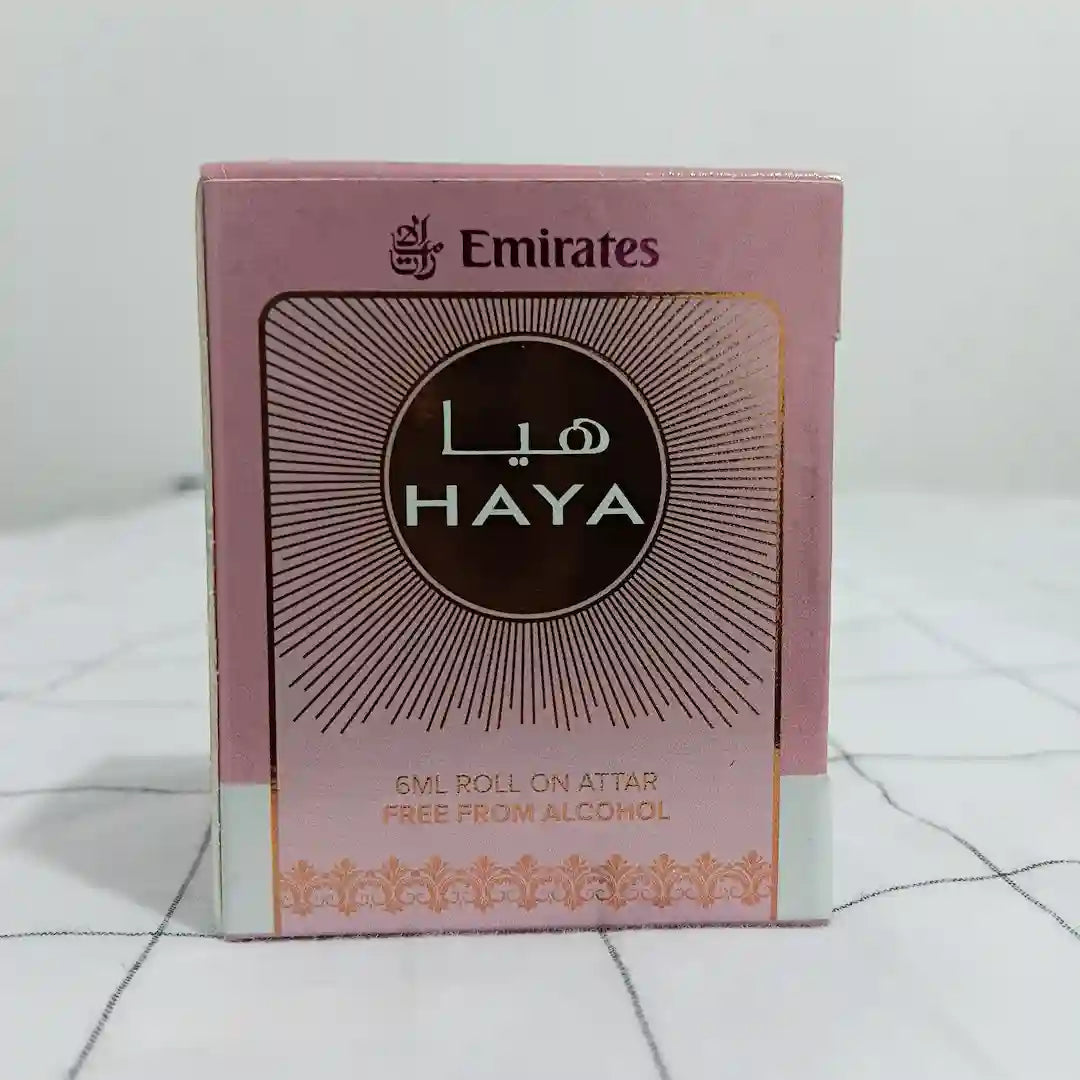 Emirates
هيا
HAYA
6ML ROLL ON ATTAR
FREE FROM ALCOHOL